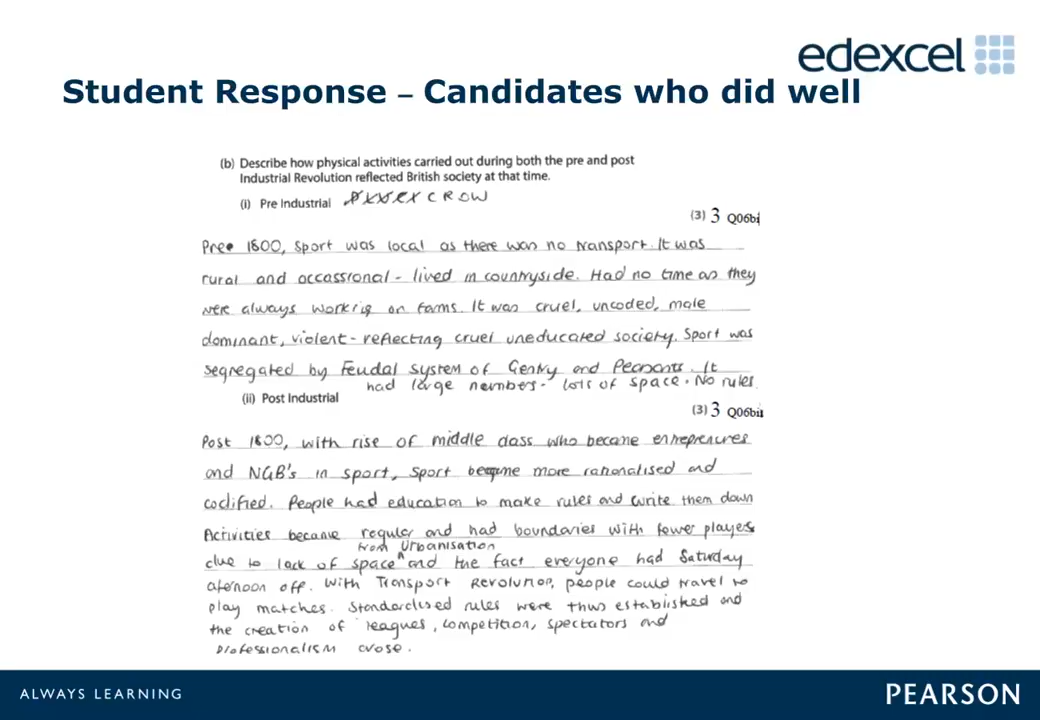 edexcel
Student Response – Candidates who did well
(b) Describe how physical activities carried out during both the pre and post
Industrial Revolution reflected British society at that time.
(i) Pre Industrial CROW
(3) 3 Q06bi
Pre 1800, Sport was local as there was no transport. It was
rural and occassional - lived in countryside. Had no time as they
were always working on farms. It was cruel, uncoded, male
dominant, violent - reflecting cruel uneducated society. Sport was
segregated by Feudal system of Gentry and Peasants. It
had large numbers - lots of space. No rules.
(ii) Post Industrial
(3) 3 Q06bii
Post 1800, with rise of middle class who became entreprenures
and NGB's in sport, sport became more rationalised and
codified. People had education to make rules and write them down
Activities became regular and had boundaries with fewer players
from Urbanisation
due to lack of space ^ and the fact everyone had Saturday
afernoon off. With Transport Revolution, people could travel to
play matches. Standardised rules were thus established and
the creation of leagues, competition, spectators and
professionalism arose.
ALWAYS LEARNING
PEARSON